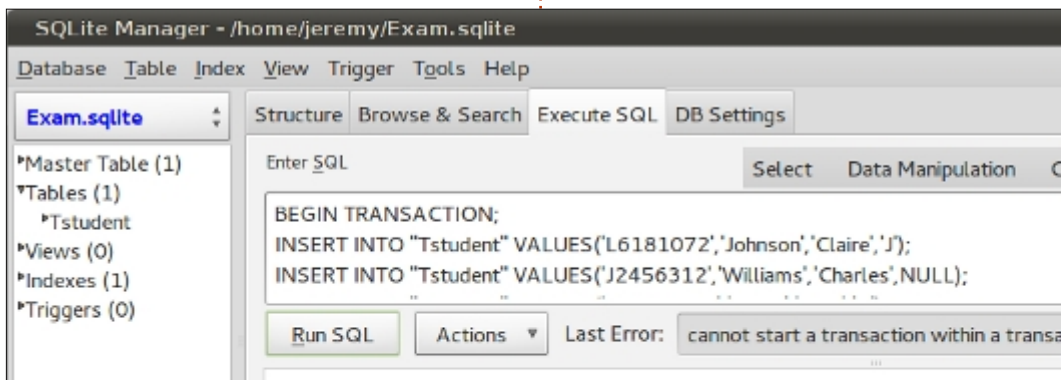 SQLite Manager - /home/jeremy/Exam.sqlite
Database Table Index View Trigger Tools Help
Exam.sqlite
Structure Browse & Search Execute SQL DB Settings
Master Table (1)
Tables (1)
Tstudent
Views (0)
Indexes (1)
Triggers (0)
Enter SQL
Select Data Manipulation
BEGIN TRANSACTION;
INSERT INTO "Tstudent" VALUES('L6181072','Johnson','Claire','J');
INSERT INTO "Tstudent" VALUES('J2456312','Williams','Charles',NULL);
Run SQL Actions Last Error: cannot start a transaction within a transa